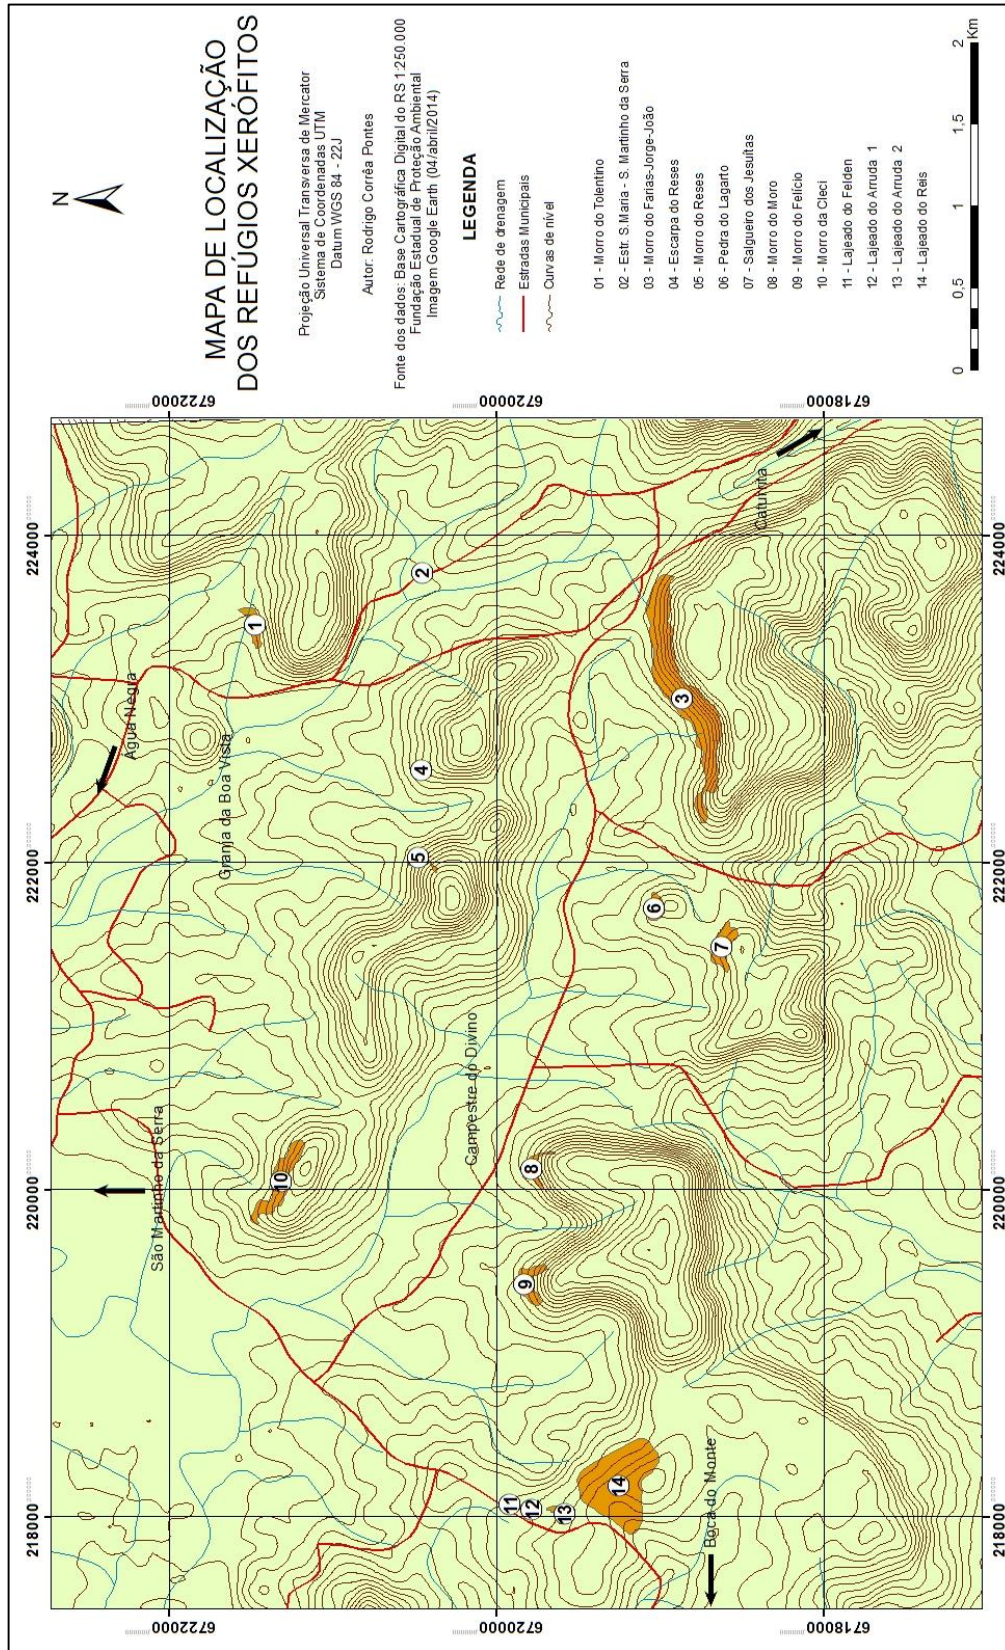 MAPA DE LOCALIZAÇÃO
DOS REFÚGIOS XERÓFITOS
N
Projeção Universal Transversa de Mercator
Sistema de Coordenadas UTM
Datum WGS 84 - 22J
Autor: Rodrigo Corrêa Pontes
Fonte dos dados: Base Cartográfica Digital do RS 1:250.000
Fundação Estadual de Proteção Ambiental
Imagem Google Earth (04/abril/2014)
LEGENDA
Rede de drenagem
Estradas Municipais
Curvas de nível
01 - Morro do Tolentino
02 - Estr. S.Maria - S. Martinho da Serra
03 - Morro do Farias-Jorge-João
04 - Escarpa do Reses
05 - Morro do Reses
06 - Pedra do Lagarto
07 - Salgueiro dos Jesuítas
08 - Morro do Moro
09 - Morro do Felício
10 - Morro da Cleci
11 - Lajeado do Felden
12 - Lajeado do Arruda 1
13 - Lajeado do Arruda 2
14 - Lajeado do Reis
0 0,5 1 1,5 2
Km
218000 220000 222000 224000
6722000
6720000
6718000
6722000
6720000
6718000
218000 220000 222000 224000
São Martinho da Serra
Água Negra
Granja da Boa Vista
Campestre do Divino
Caturrita
Boca do Monte
1
2
3
4
5
6
7
8
9
10
11
12
13
14